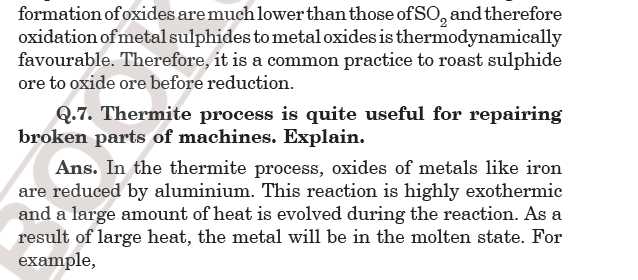 formation of oxides are much lower than those of SO₂ and therefore
oxidation of metal sulphides to metal oxides is thermodynamically
favourable. Therefore, it is a common practice to roast sulphide
ore to oxide ore before reduction.
Q.7. Thermite process is quite useful for repairing
broken parts of machines. Explain.
Ans. In the thermite process, oxides of metals like iron
are reduced by aluminium. This reaction is highly exothermic
and a large amount of heat is evolved during the reaction. As a
result of large heat, the metal will be in the molten state. For
example,